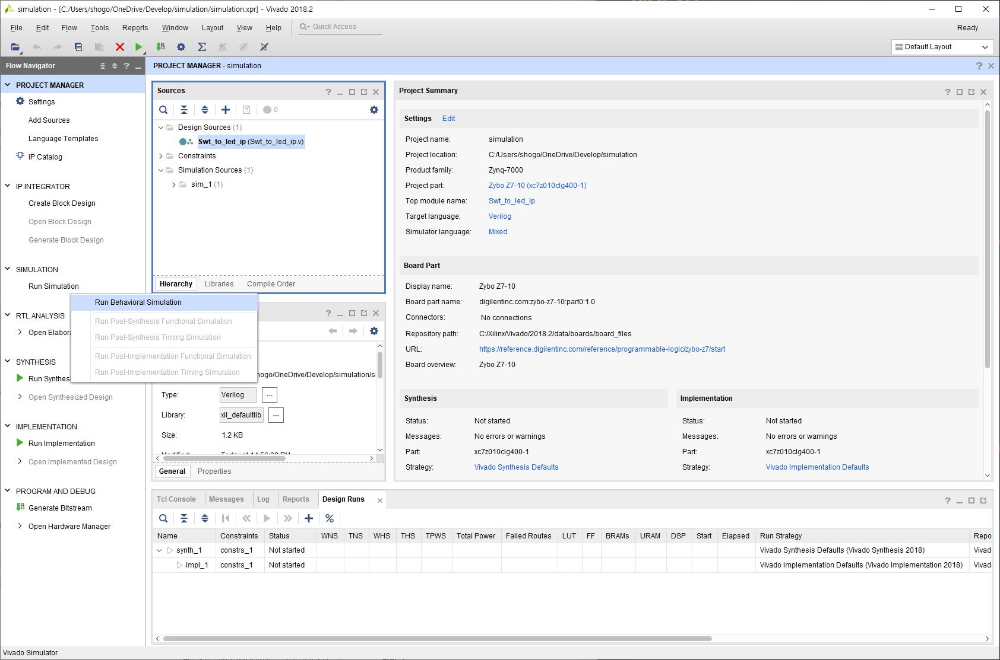 simulation - [C:/Users/shogo/OneDrive/Develop/simulation/simulation.xpr] - Vivado 2018.2
File Edit Flow Tools Reports Window Layout View Help Quick Access Ready
Default Layout
Flow Navigator
PROJECT MANAGER
Settings
Add Sources
Language Templates
IP Catalog
IP INTEGRATOR
Create Block Design
Open Block Design
Generate Block Design
SIMULATION
Run Simulation
RTL ANALYSIS
Open Elabora
SYNTHESIS
Run Synthes
Open Synthesized Design
IMPLEMENTATION
Run Implementation
Open Implemented Design
PROGRAM AND DEBUG
Generate Bitstream
Open Hardware Manager
Run Behavioral Simulation
Run Post-Synthesis Functional Simulation
Run Post-Synthesis Timing Simulation
Run Post-Implementation Functional Simulation
Run Post-Implementation Timing Simulation
PROJECT MANAGER - simulation
Sources
0
Design Sources (1)
Swt_to_led_ip (Swt_to_led_ip.v)
Constraints
Simulation Sources (1)
sim_1 (1)
Hierarchy Libraries Compile Order
hogo/OneDrive/Develop/simulation/si
Type: Verilog ...
Library: xil_defaultlib ...
Size: 1.2 KB
General Properties
Project Summary
Settings Edit
Project name: simulation
Project location: C:/Users/shogo/OneDrive/Develop/simulation
Product family: Zynq-7000
Project part: Zybo Z7-10 (xc7z010clg400-1)
Top module name: Swt_to_led_ip
Target language: Verilog
Simulator language: Mixed
Board Part
Display name: Zybo Z7-10
Board part name: digilentinc.com:zybo-z7-10:part0:1.0
Connectors: No connections
Repository path: C:/Xilinx/Vivado/2018.2/data/boards/board_files
URL: https://reference.digilentinc.com/reference/programmable-logic/zybo-z7/start
Board overview: Zybo Z7-10
Synthesis
Status: Not started
Messages: No errors or warnings
Part: xc7z010clg400-1
Strategy: Vivado Synthesis Defaults
Implementation
Status: Not started
Messages: No errors or warnings
Part: xc7z010clg400-1
Strategy: Vivado Implementation Defaults
Tcl Console Messages Log Reports Design Runs
Name Constraints Status WNS TNS WHS THS TPWS Total Power Failed Routes LUT FF BRAMs URAM DSP Start Elapsed Run Strategy Repo
synth_1 constrs_1 Not started Vivado Synthesis Defaults (Vivado Synthesis 2018) Vivad
impl_1 constrs_1 Not started Vivado Implementation Defaults (Vivado Implementation 2018) Vivad
Vivado Simulator